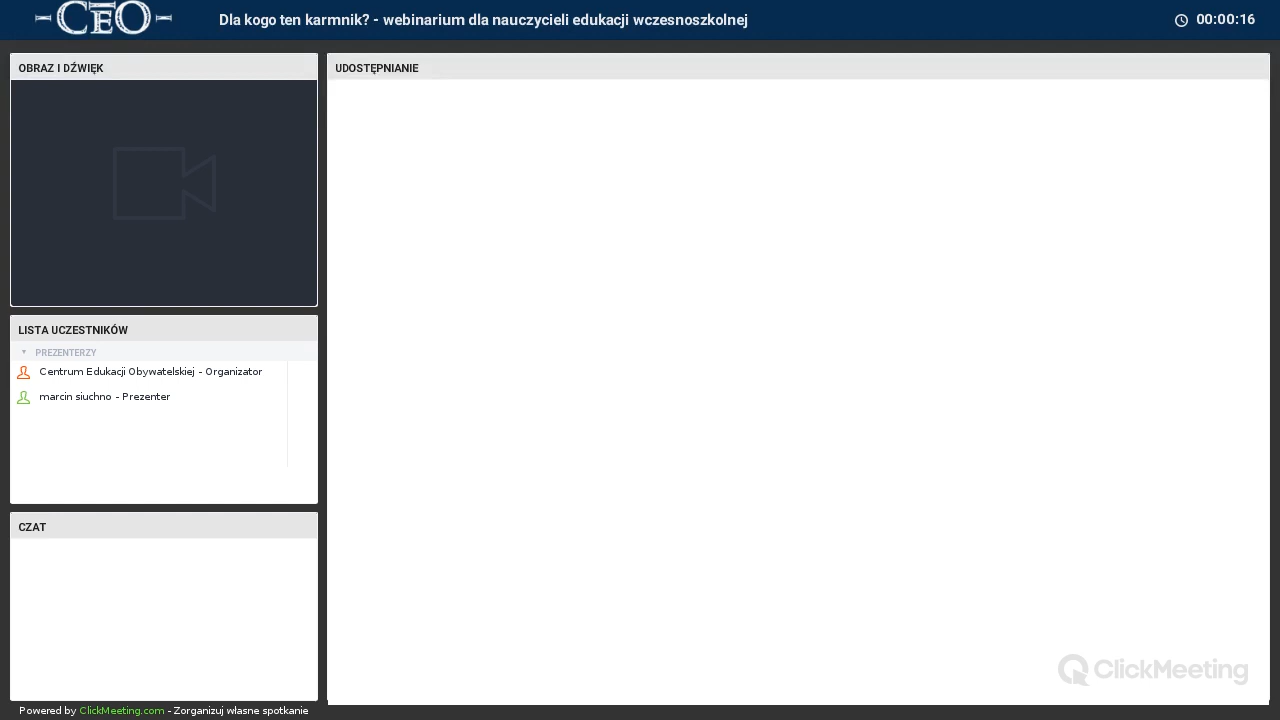 CEO
Dla kogo ten karmnik? - webinarium dla nauczycieli edukacji wczesnoszkolnej
00:00:16
OBRAZ I DŹWIĘK
UDOSTĘPNIANIE
LISTA UCZESTNIKÓW
PREZENTERZY
Centrum Edukacji Obywatelskiej - Organizator
marcin siuchno - Prezenter
CZAT
ClickMeeting
Powered by ClickMeeting.com - Zorganizuj własne spotkanie